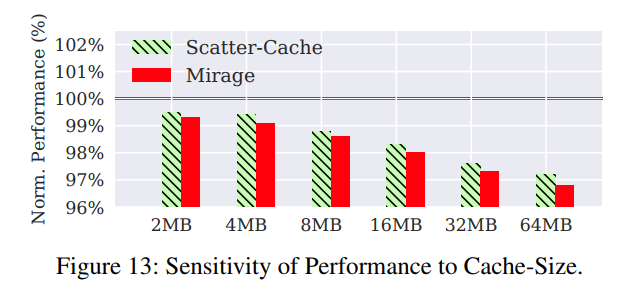 Norm. Performance (%)
102%
101%
100%
99%
98%
97%
96%
Scatter-Cache
Mirage
2MB 4MB 8MB 16MB 32MB 64MB
Figure 13: Sensitivity of Performance to Cache-Size.